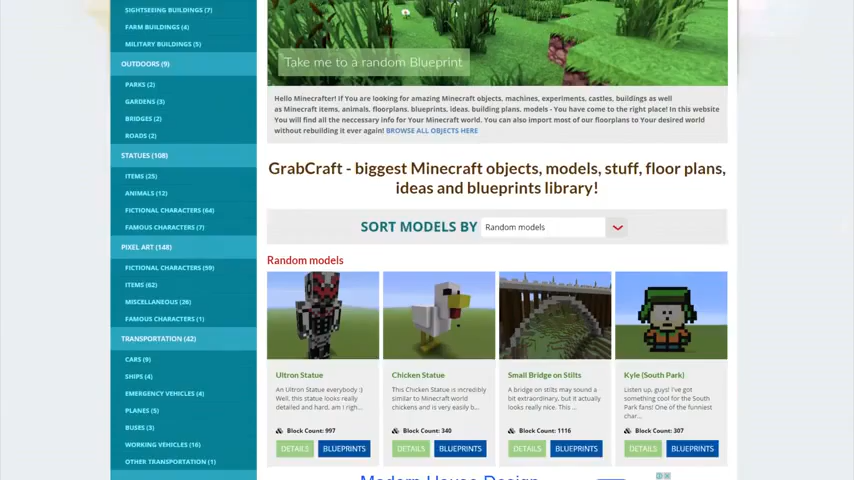 SIGHTSEEING BUILDINGS (7)
FARM BUILDINGS (4)
MILITARY BUILDINGS (5)
OUTDOORS (9)
PARKS (2)
GARDENS (3)
BRIDGES (2)
ROADS (2)
STATUES (108)
ITEMS (25)
ANIMALS (12)
FICTIONAL CHARACTERS (64)
FAMOUS CHARACTERS (7)
PIXEL ART (148)
FICTIONAL CHARACTERS (59)
ITEMS (62)
MISCELLANEOUS (26)
FAMOUS CHARACTERS (1)
TRANSPORTATION (42)
CARS (9)
SHIPS (4)
EMERGENCY VEHICLES (4)
PLANES (5)
BUSES (3)
WORKING VEHICLES (16)
OTHER TRANSPORTATION (1)
Take me to a random Blueprint
Hello Minecrafter! If You are looking for amazing Minecraft objects, machines, experiments, castles, buildings as well
as Minecraft items, animals, floorplans, blueprints, ideas, building plans, models - You have come to the right place! In this website
You will find all the neccessary info for Your Minecraft world. You can also import most of our floorplans to Your desired world
without rebuilding it ever again! BROWSE ALL OBJECTS HERE
GrabCraft - biggest Minecraft objects, models, stuff, floor plans,
ideas and blueprints library!
SORT MODELS BY Random models
Random models
Ultron Statue
An Ultron Statue everybody :)
Well, this statue looks really
detailed and hard, am I righ...
Block Count: 997
DETAILS BLUEPRINTS
Chicken Statue
This Chicken Statue is incredibly
similar to Minecraft world
chickens and is very easily b...
Block Count: 340
DETAILS BLUEPRINTS
Small Bridge on Stilts
A bridge on stilts may sound a
bit extraordinary, but it actually
looks really nice. This ...
Block Count: 1116
DETAILS BLUEPRINTS
Kyle (South Park)
Listen up, guys! I've got
something cool for the South
Park fans! One of the funniest
char...
Block Count: 307
DETAILS BLUEPRINTS
Modern House Design